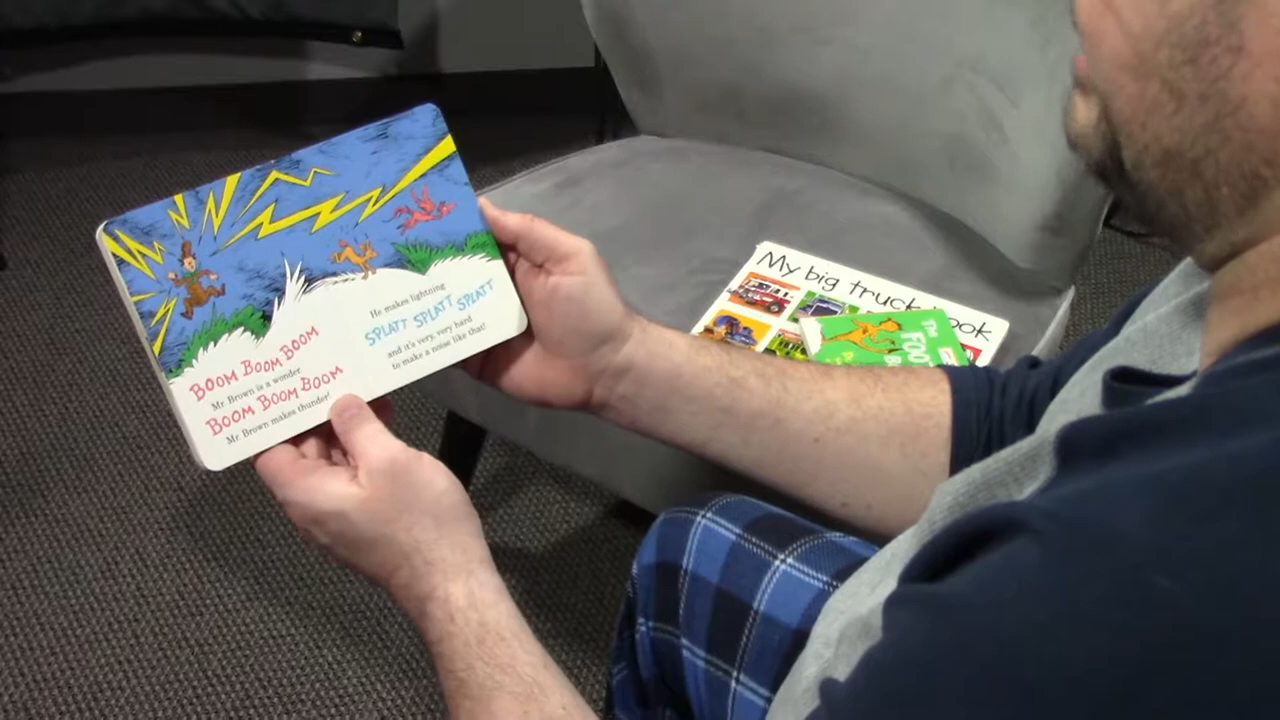 BOOM BOOM BOOM
Mr. Brown is a wonder
BOOM BOOM BOOM
Mr. Brown makes thunder!
He makes lightning
SPLATT SPLATT SPLATT
and it's very, very hard
to make a noise like that!
My big truck book
FOO